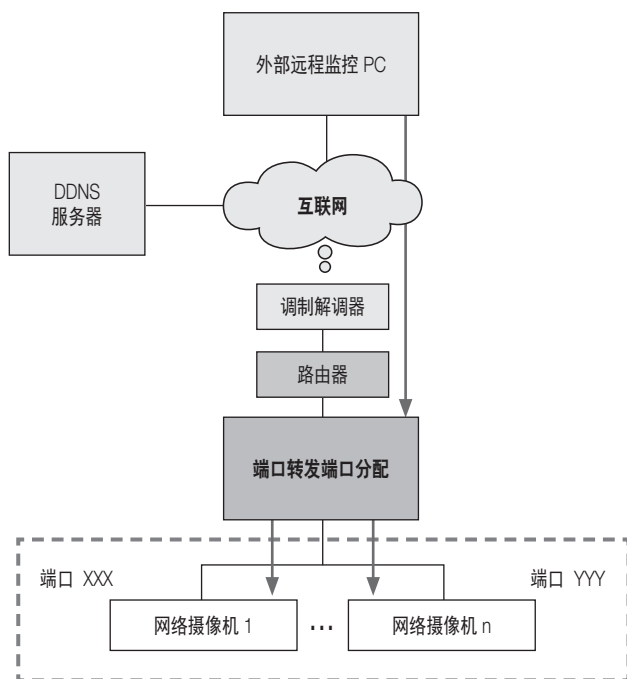 外部远程监控 PC
DDNS
服务器
互联网
调制解调器
路由器
端口转发端口分配
端口 XXX
端口 YYY
网络摄像机 1
...
网络摄像机 n